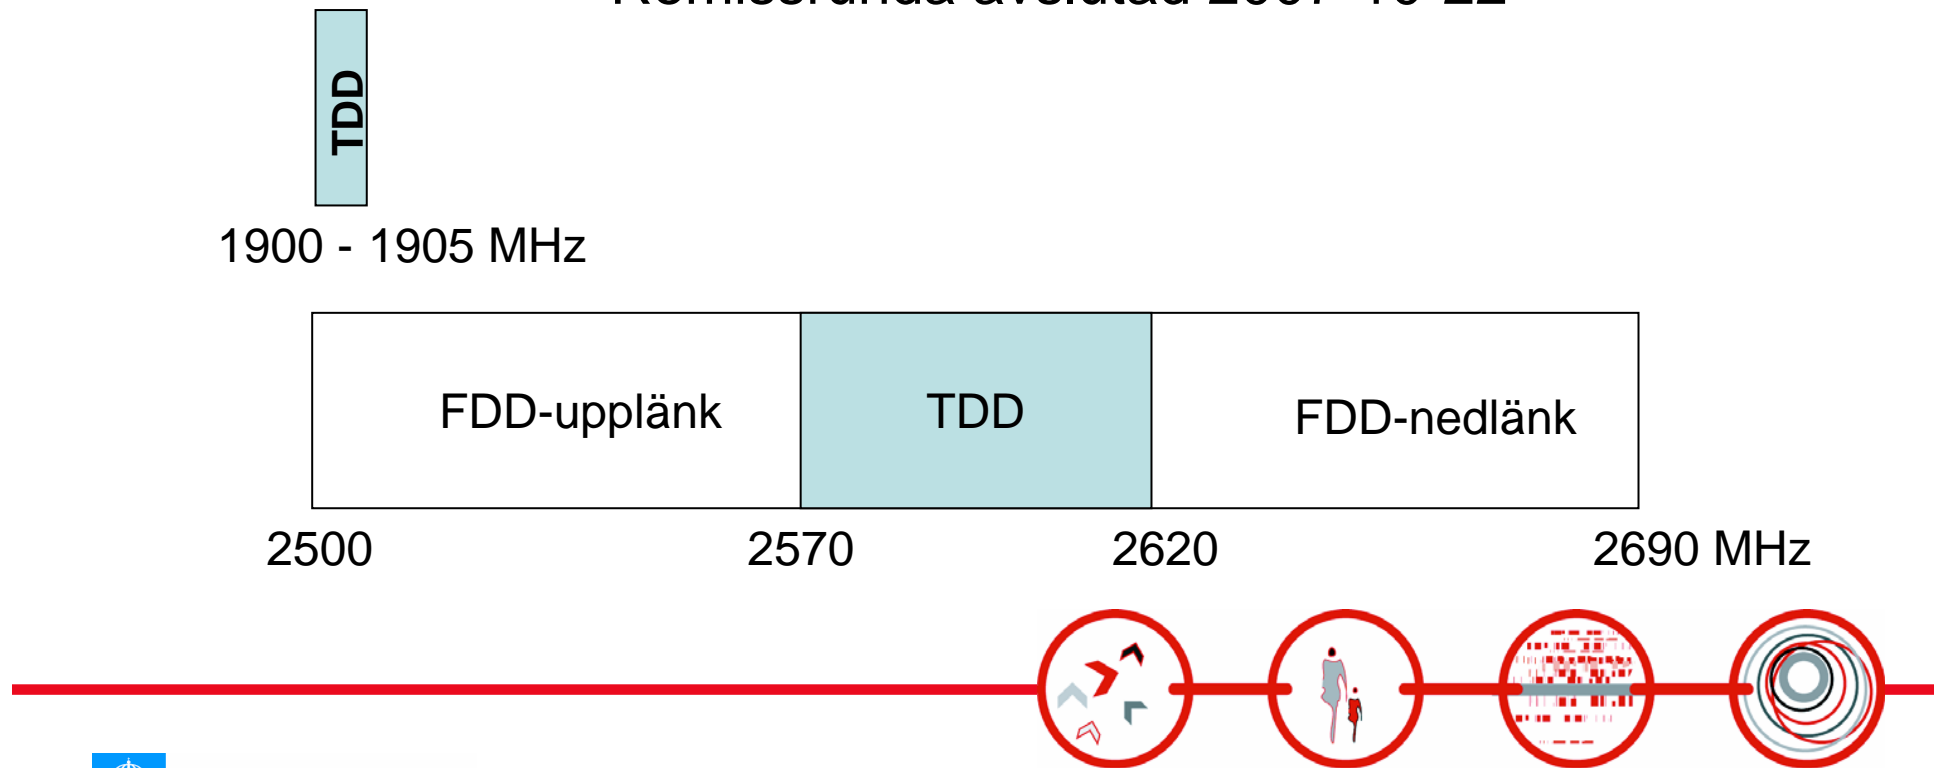 TDD
1900 - 1905 MHz
FDD-upplänk
TDD
FDD-nedlänk
2500
2570
2620
2690 MHz